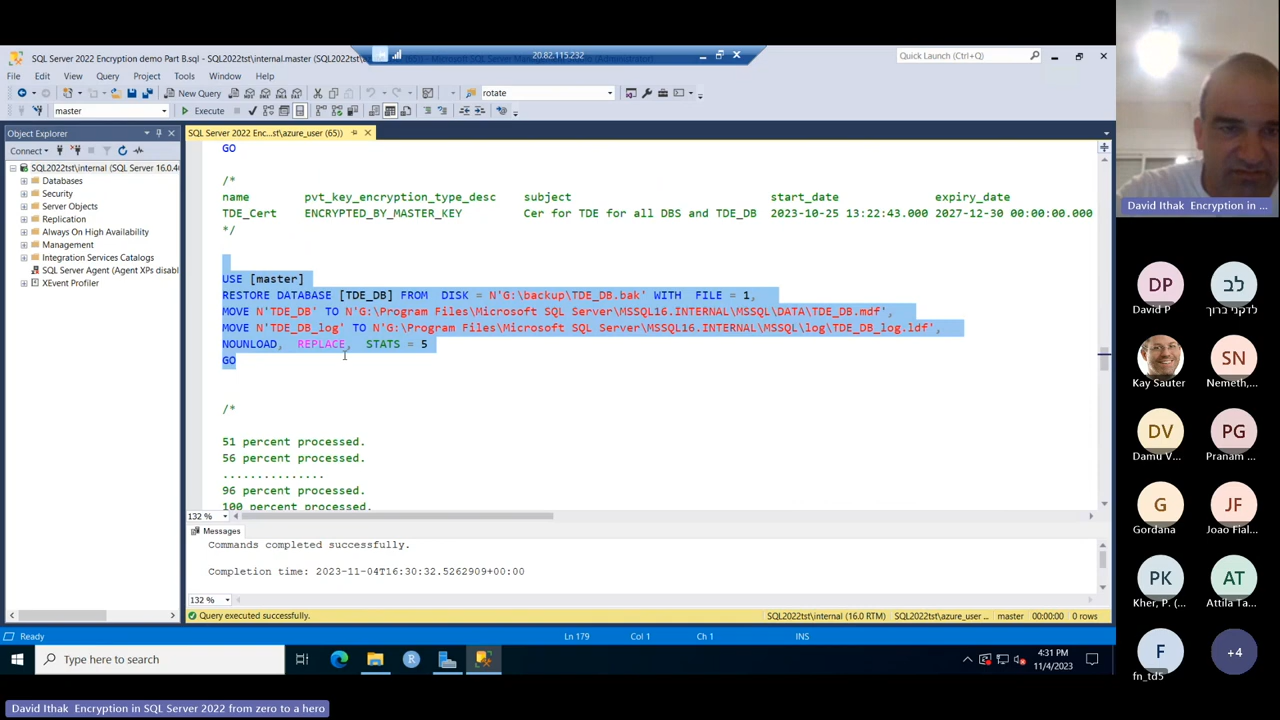 SQL Server 2022 Encryption demo Part B.sql - SQL2022tst\internal.master
20.82.115.232
Quick Launch (Ctrl+Q)
File Edit View Query Project Tools Window Help
New Query
rotate
master
Execute
Object Explorer
SQL Server 2022 Enc...st\azure_user (65))
Connect
SQL2022tst\internal (SQL Server 16.0.4
Databases
Security
Server Objects
Replication
Always On High Availability
Management
Integration Services Catalogs
SQL Server Agent (Agent XPs disabl
XEvent Profiler
GO
/*
name pvt_key_encryption_type_desc subject start_date expiry_date
TDE_Cert ENCRYPTED_BY_MASTER_KEY Cer for TDE for all DBS and TDE_DB 2023-10-25 13:22:43.000 2027-12-30 00:00:00.000
*/
USE [master]
RESTORE DATABASE [TDE_DB] FROM DISK = N'G:\backup\TDE_DB.bak' WITH FILE = 1,
MOVE N'TDE_DB' TO N'G:\Program Files\Microsoft SQL Server\MSSQL16.INTERNAL\MSSQL\DATA\TDE_DB.mdf',
MOVE N'TDE_DB_log' TO N'G:\Program Files\Microsoft SQL Server\MSSQL16.INTERNAL\MSSQL\log\TDE_DB_log.ldf',
NOUNLOAD, REPLACE, STATS = 5
GO
/*
51 percent processed.
56 percent processed.
...............
96 percent processed.
100 percent processed.
132 %
Messages
Commands completed successfully.
Completion time: 2023-11-04T16:30:32.5262909+00:00
132 %
Query executed successfully.
SQL2022tst\internal (16.0 RTM) SQL2022tst\azure_user ... master 00:00:00 0 rows
Ready
Ln 179 Col 1 Ch 1 INS
Type here to search
4:31 PM
11/4/2023
David Ithak Encryption in SQL Server 2022 from zero to a hero
David Ithak Encryption in ...
DP
David P
לב
לדקני ברוך
Kay Sauter
SN
Nemeth,...
DV
Damu V...
PG
Pranam ...
G
Gordana
JF
Joao Fial...
PK
Kher, P. (...
AT
Attila Ta...
F
fn_td5
+4